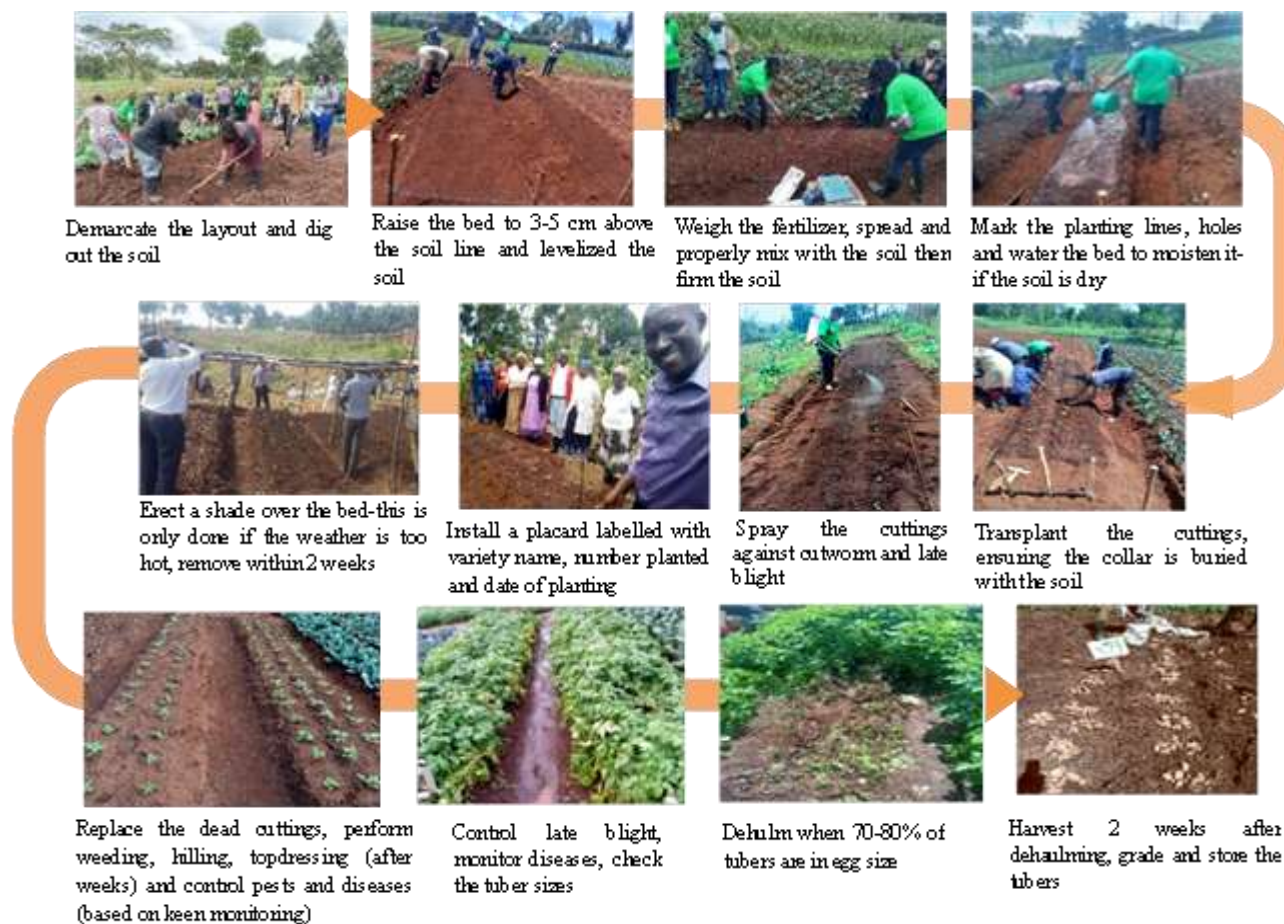 Demarcate the layout and dig
out the soil
Raise the bed to 3-5 cm above
the soil line and levelized the
soil
Weigh the fertilizer, spread and
properly mix with the soil then
firm the soil
Mark the planting lines, holes
and water the bed to moisten it-
if the soil is dry
Transplant the cuttings,
ensuring the collar is buried
with the soil
Spray the cuttings
against cutworm and late
blight
Install a placard labelled with
variety name, number planted
and date of planting
Erect a shade over the bed-this is
only done if the weather is too
hot, remove within 2 weeks
Replace the dead cuttings, perform
weeding, hilling, topdressing (after
weeks) and control pests and diseases
(based on keen monitoring)
Control late blight,
monitor diseases, check
the tuber sizes
Dehulm when 70-80% of
tubers are in egg size
Harvest 2 weeks after
dehaulming, grade and store the
tubers